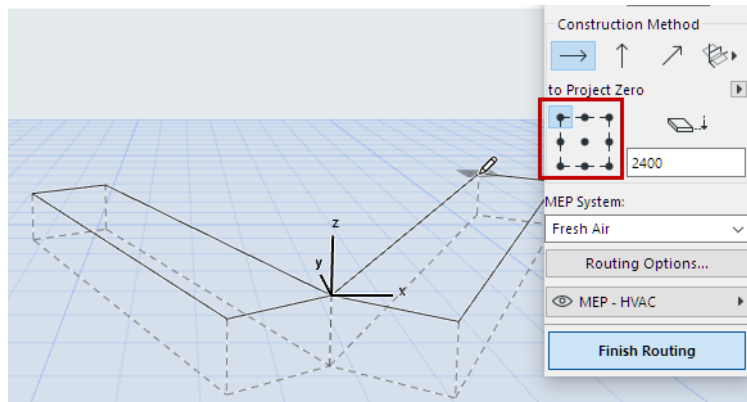 Construction Method
to Project Zero
2400
MEP System:
Fresh Air
Routing Options...
MEP - HVAC
Finish Routing
z
y
x